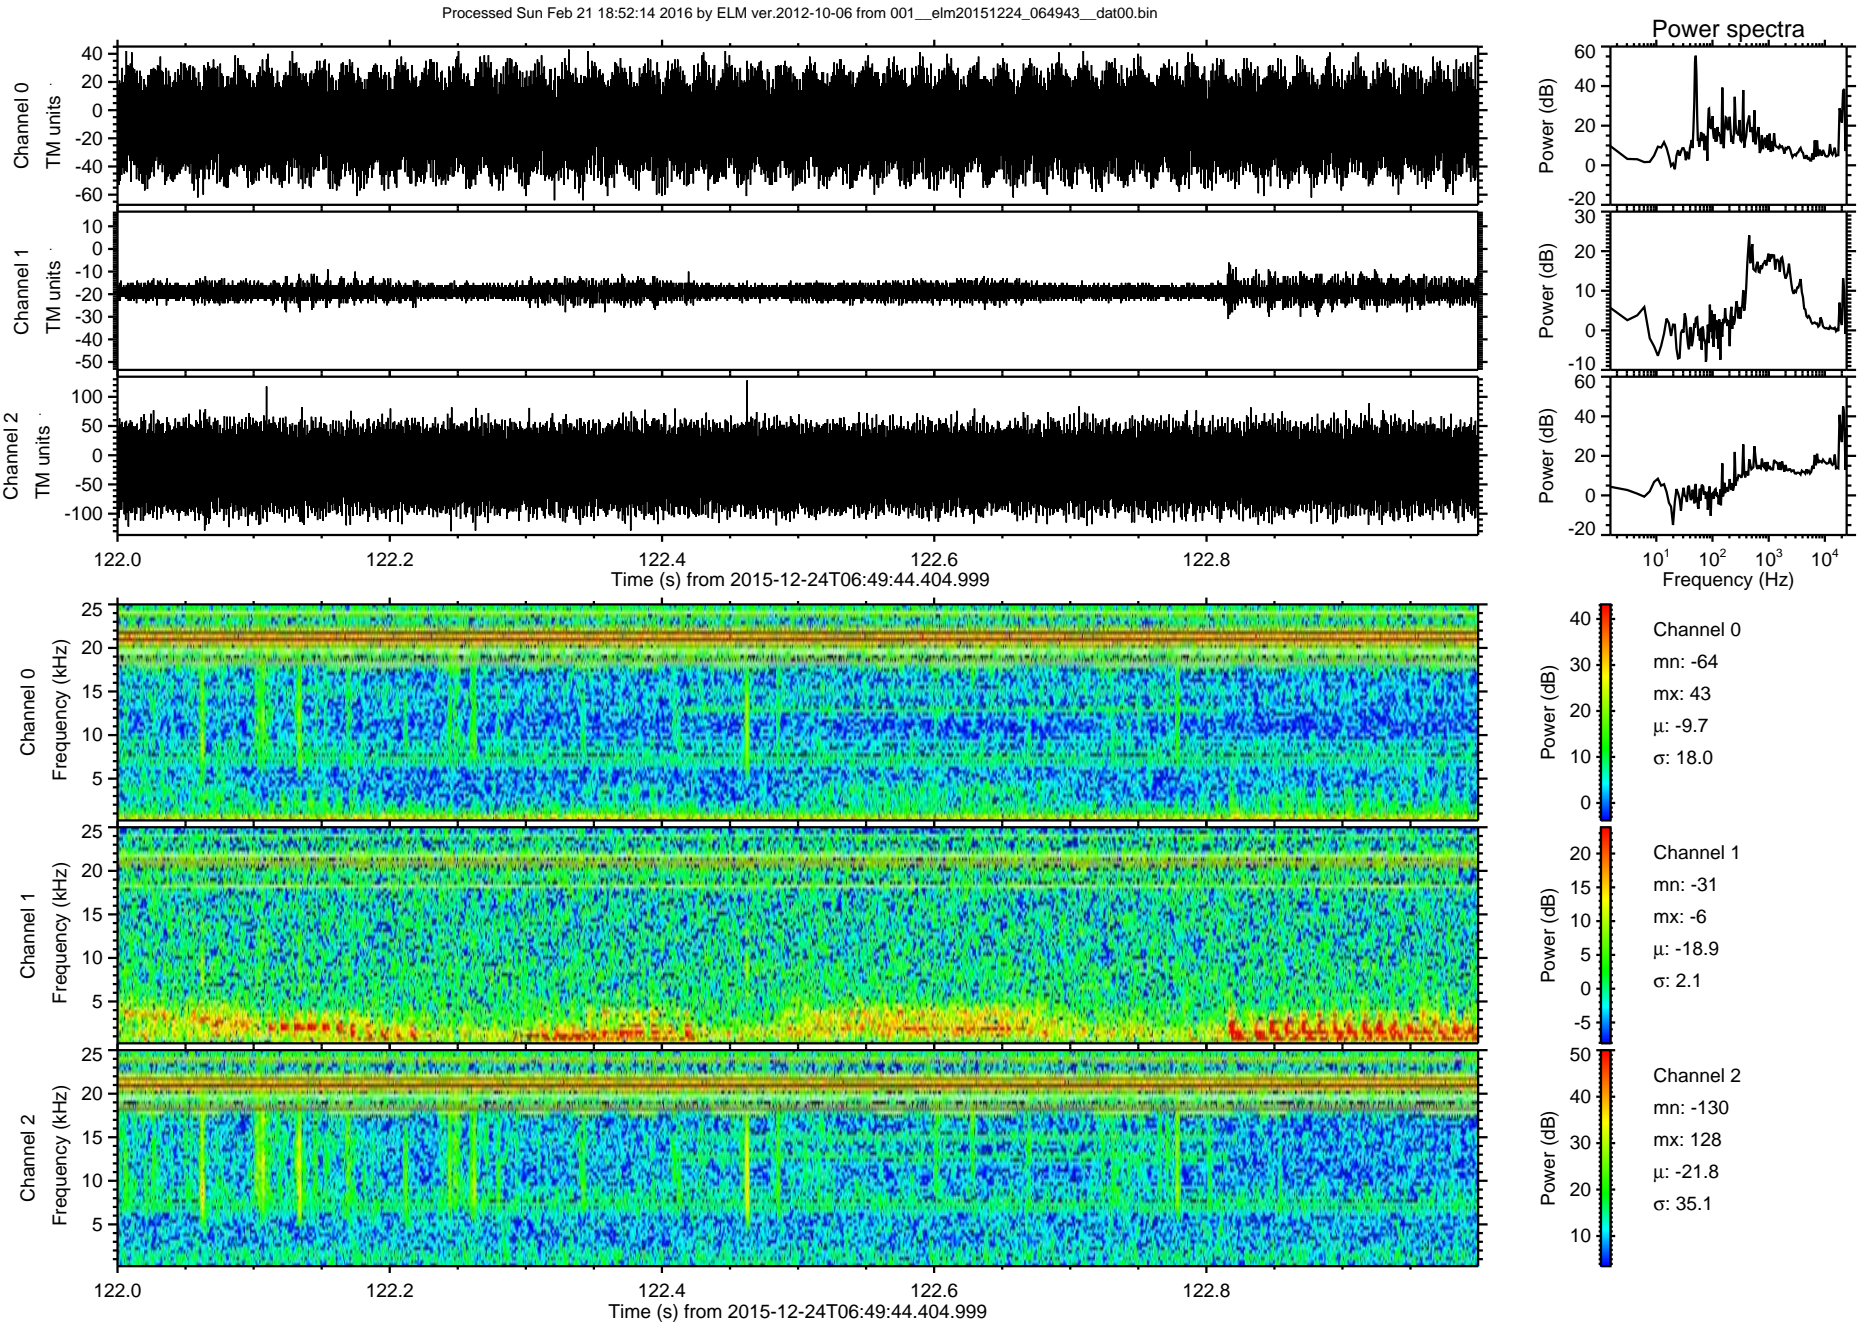 Processed Sun Feb 21 18:52:14 2016 by ELM ver.2012-10-06 from 001__elm20151224_064943__dat00.bin
Power spectra
Channel 0
TM units
40
20
0
-20
-40
-60
Power (dB)
60
40
20
0
-20
Channel 1
TM units
10
0
-10
-20
-30
-40
-50
Power (dB)
30
20
10
0
-10
Channel 2
TM units
100
50
0
-50
-100
Power (dB)
60
40
20
0
-20
122.0 122.2 122.4 122.6 122.8
Time (s) from 2015-12-24T06:49:44.404.999
10¹ 10² 10³ 10⁴
Frequency (Hz)
Channel 0
Frequency (kHz)
25
20
15
10
5
Power (dB)
40
30
20
10
0
Channel 0
mn: -64
mx: 43
μ: -9.7
σ: 18.0
Channel 1
Frequency (kHz)
25
20
15
10
5
Power (dB)
20
15
10
5
0
-5
Channel 1
mn: -31
mx: -6
μ: -18.9
σ: 2.1
Channel 2
Frequency (kHz)
25
20
15
10
5
Power (dB)
50
40
30
20
10
Channel 2
mn: -130
mx: 128
μ: -21.8
σ: 35.1
122.0 122.2 122.4 122.6 122.8
Time (s) from 2015-12-24T06:49:44.404.999